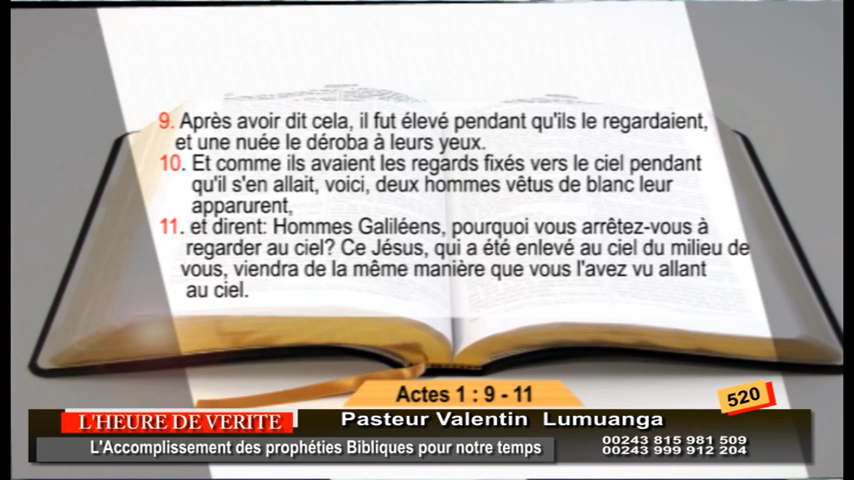 9. Après avoir dit cela, il fut élevé pendant qu'ils le regardaient,
et une nuée le déroba à leurs yeux.
10. Et comme ils avaient les regards fixés vers le ciel pendant
qu'il s'en allait, voici, deux hommes vêtus de blanc leur
apparurent,
11. et dirent: Hommes Galiléens, pourquoi vous arrêtez-vous à
regarder au ciel? Ce Jésus, qui a été enlevé au ciel du milieu de
vous, viendra de la même manière que vous l'avez vu allant
au ciel.
Actes 1 : 9 - 11
520
L'HEURE DE VERITE
Pasteur Valentin Lumuanga
L'Accomplissement des prophéties Bibliques pour notre temps
00243 815 981 509
00243 999 912 204